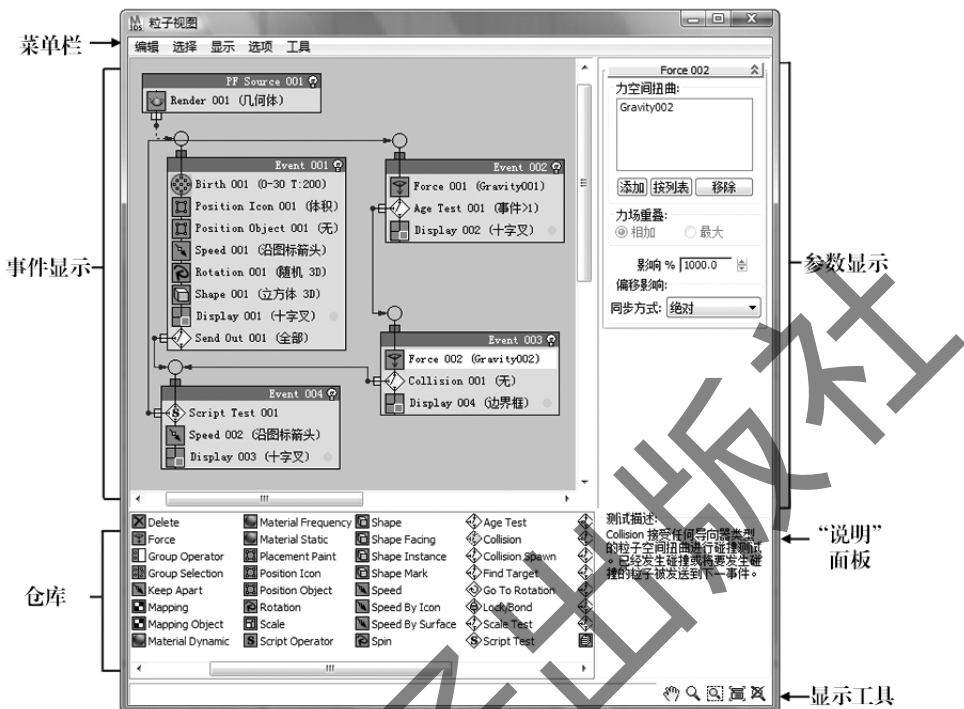 粒子视图
菜单栏
编辑 选择 显示 选项 工具
PF Source 001
Render 001 (几何体)
Event 001
Birth 001 (0-30 T:200)
Position Icon 001 (体积)
Position Object 001 (无)
Speed 001 (沿图标箭头)
Rotation 001 (随机 3D)
Shape 001 (立方体 3D)
Display 001 (十字叉)
Send Out 001 (全部)
Event 002
Force 001 (Gravity001)
Age Test 001 (事件>1)
Display 002 (十字叉)
Event 003
Force 002 (Gravity002)
Collision 001 (无)
Display 004 (边界框)
Event 004
Script Test 001
Speed 002 (沿图标箭头)
Display 003 (十字叉)
事件显示
Force 002
力空间扭曲:
Gravity002
添加 按列表 移除
力场重叠:
相加 最大
影响 % 1000.0
偏移影响:
同步方式: 绝对
参数显示
仓库
Delete
Force
Group Operator
Group Selection
Keep Apart
Mapping
Mapping Object
Material Dynamic
Material Frequency
Material Static
Placement Paint
Position Icon
Position Object
Rotation
Scale
Script Operator
Shape
Shape Facing
Shape Instance
Shape Mark
Speed
Speed By Icon
Speed By Surface
Spin
Age Test
Collision
Collision Spawn
Find Target
Go To Rotation
Lock/Bond
Scale Test
Script Test
测试描述:
Collision 接受任何导向器类型
的粒子空间扭曲进行碰撞测试
。已经发生碰撞或将要发生碰
撞的粒子被发送到下一事件。
“说明”
面板
显示工具
出版社